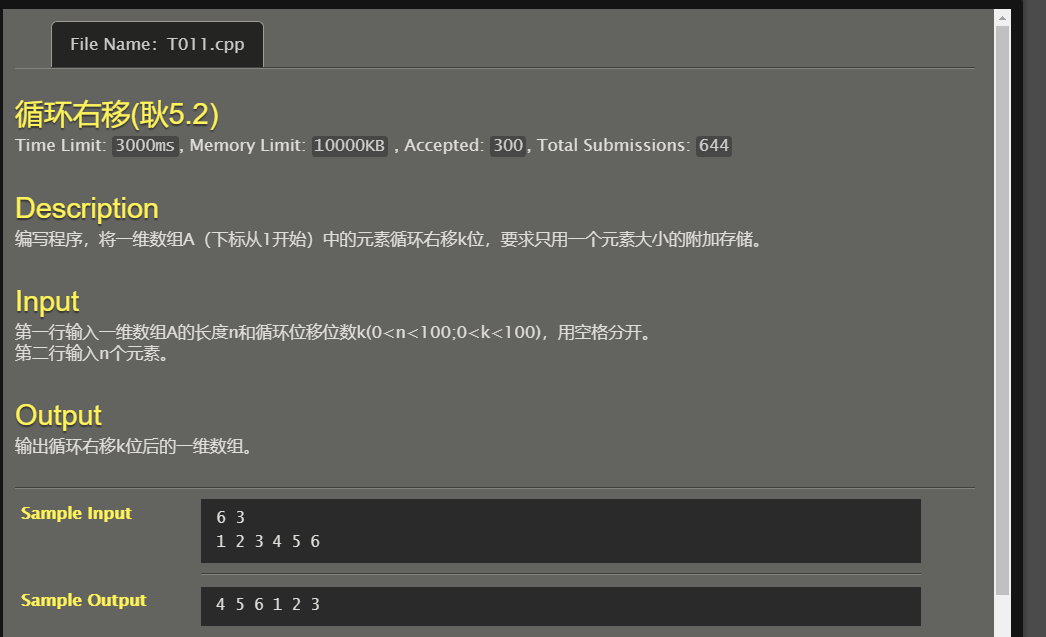 File Name：T011.cpp
循环右移(耿5.2)
Time Limit: 3000ms, Memory Limit: 10000KB , Accepted: 300, Total Submissions: 644
Description
编写程序，将一维数组A（下标从1开始）中的元素循环右移k位，要求只用一个元素大小的附加存储。
Input
第一行输入一维数组A的长度n和循环位移位数k(0<n<100;0<k<100)，用空格分开。
第二行输入n个元素。
Output
输出循环右移k位后的一维数组。
Sample Input
6 3
1 2 3 4 5 6
Sample Output
4 5 6 1 2 3